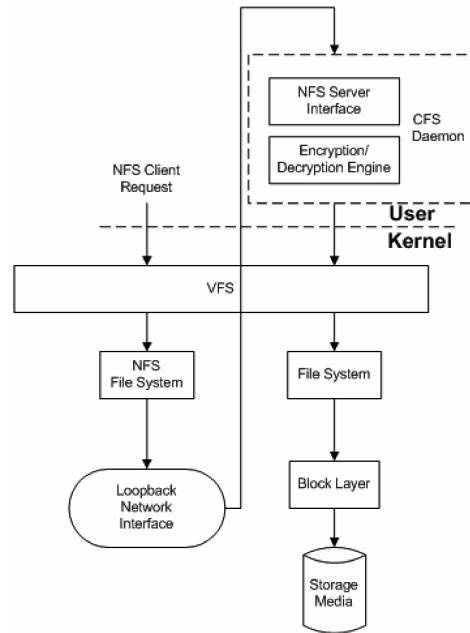 NFS Server
Interface
CFS
Daemon
Encryption/
Decryption Engine
NFS Client
Request
User
Kernel
VFS
NFS
File System
File System
Loopback
Network
Interface
Block Layer
Storage
Media